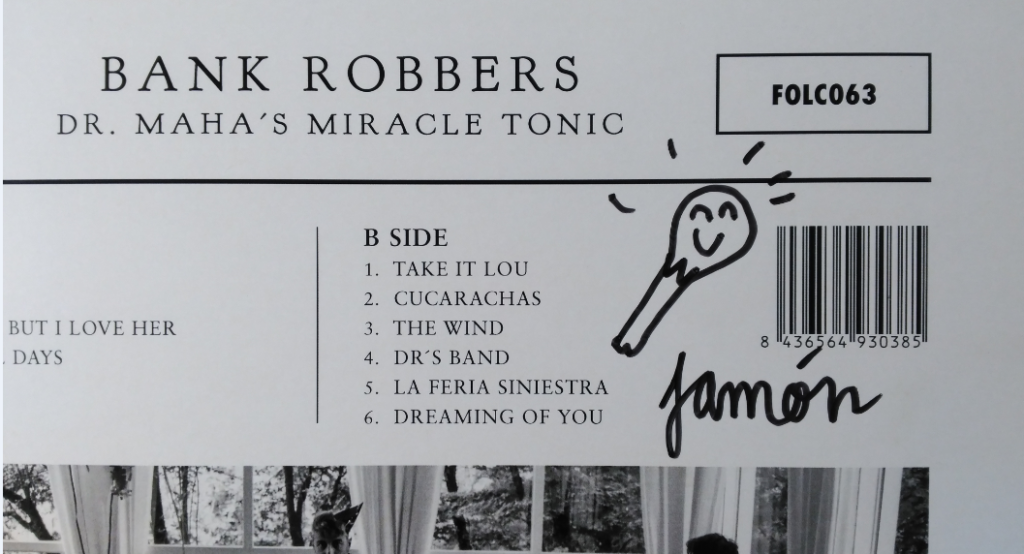 BANK ROBBERS
DR. MAHA´S MIRACLE TONIC
FOLC063
BUT I LOVE HER
. DAYS
B SIDE
1. TAKE IT LOU
2. CUCARACHAS
3. THE WIND
4. DR´S BAND
5. LA FERIA SINIESTRA
6. DREAMING OF YOU
8 436564 930385
Jamón